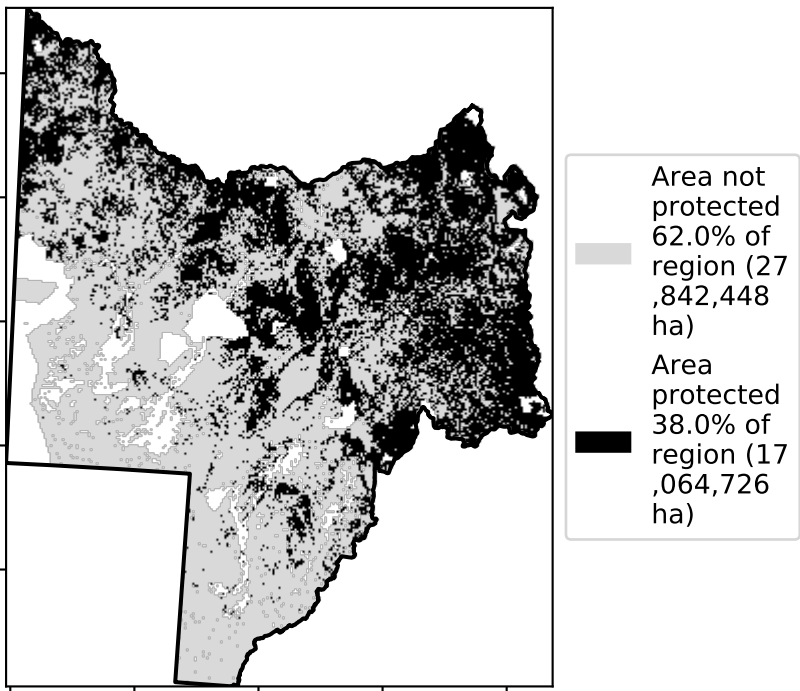 Area not
protected
62.0% of
region (27
,842,448
ha)
Area
protected
38.0% of
region (17
,064,726
ha)